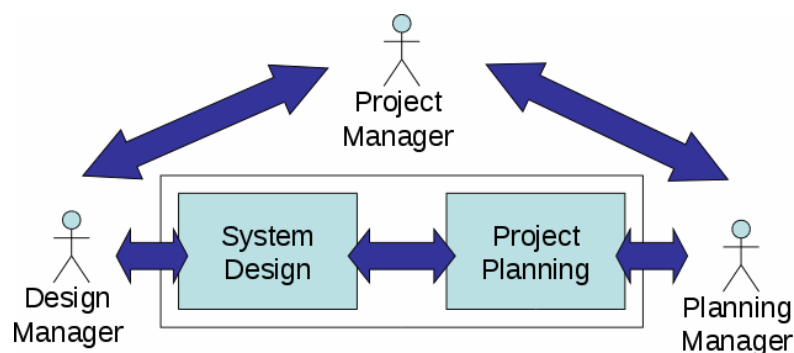 Project
Manager
System
Design
Project
Planning
Design
Manager
Planning
Manager